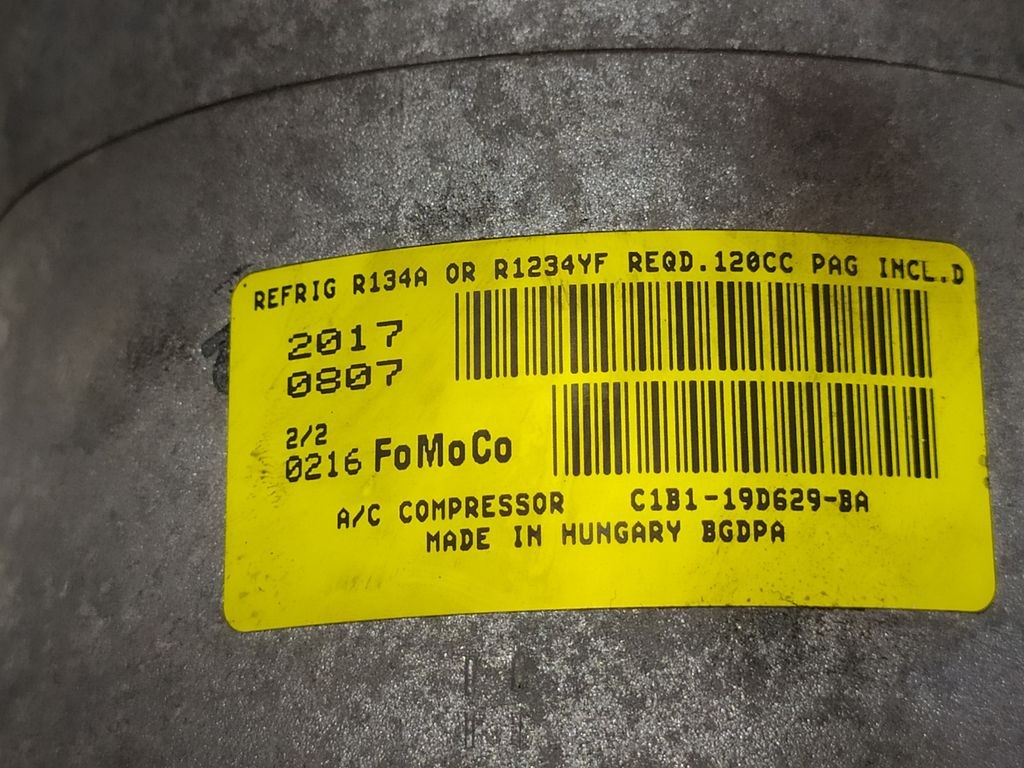 REFRIG R134A OR R1234YF REQD.120CC PAG INCL.D
2017
0807
2/2
0216 FoMoCo
A/C COMPRESSOR C1B1-19D629-BA
MADE IN HUNGARY BGDPA